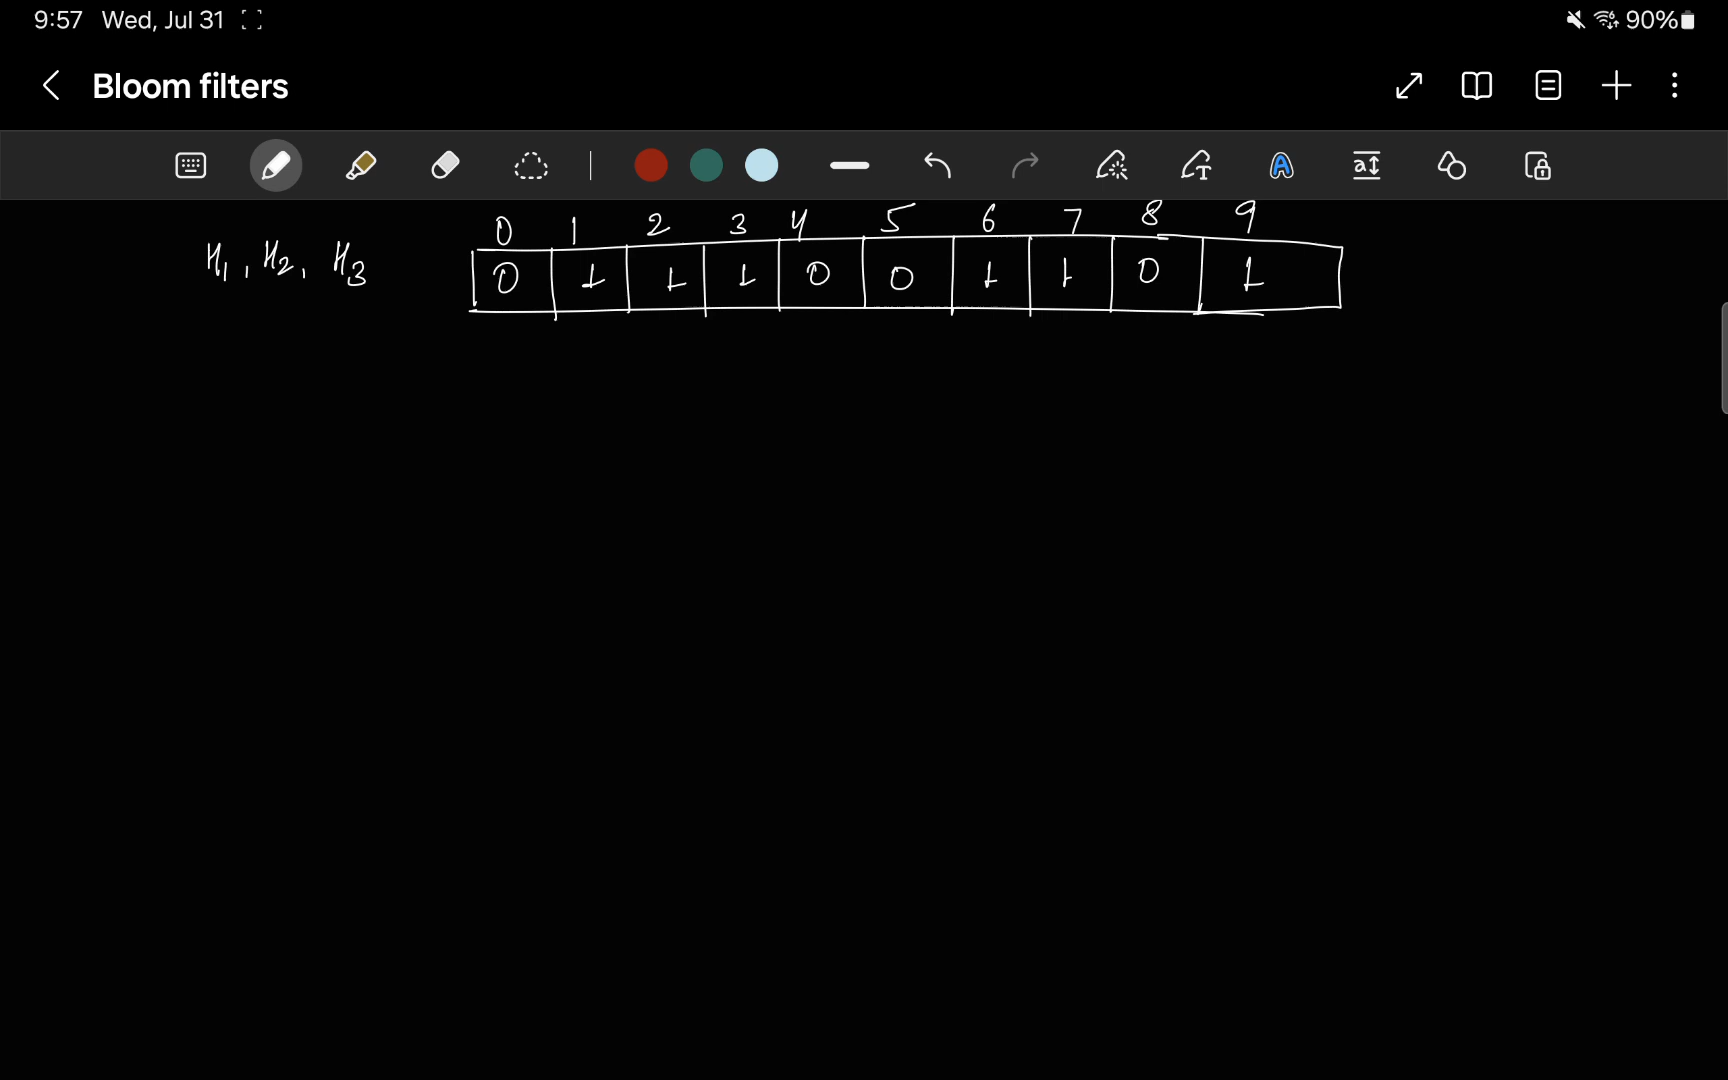 9:57 Wed, Jul 31 90%
Bloom filters
A a T
0 1 2 3 4 5 6 7 8 9
H₁, H₂, H₃ 0 1 1 1 0 0 1 1 0 1